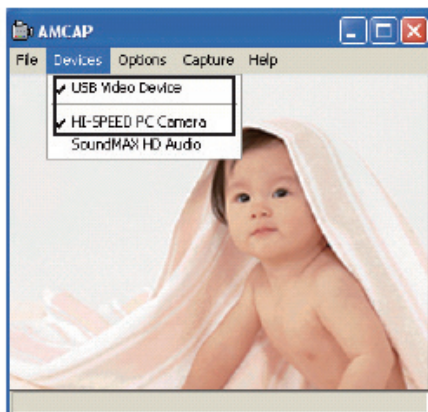 AMCAP
File Devices Options Capture Help
✓ USB Video Device
✓ HI-SPEED PC Camera
SoundMAX HD Audio